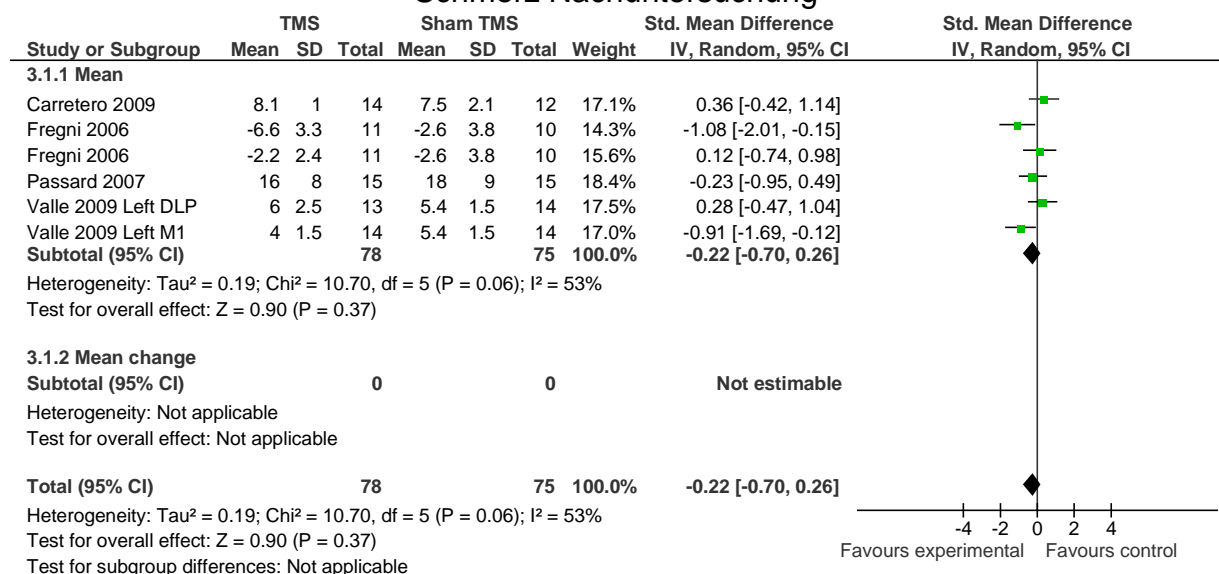 Schmerz Nachuntersuchung
TMS Sham TMS Std. Mean Difference Std. Mean Difference
Study or Subgroup Mean SD Total Mean SD Total Weight IV, Random, 95% CI IV, Random, 95% CI
3.1.1 Mean
Carretero 2009 8.1 1 14 7.5 2.1 12 17.1% 0.36 [-0.42, 1.14]
Fregni 2006 -6.6 3.3 11 -2.6 3.8 10 14.3% -1.08 [-2.01, -0.15]
Fregni 2006 -2.2 2.4 11 -2.6 3.8 10 15.6% 0.12 [-0.74, 0.98]
Passard 2007 16 8 15 18 9 15 18.4% -0.23 [-0.95, 0.49]
Valle 2009 Left DLP 6 2.5 13 5.4 1.5 14 17.5% 0.28 [-0.47, 1.04]
Valle 2009 Left M1 4 1.5 14 5.4 1.5 14 17.0% -0.91 [-1.69, -0.12]
Subtotal (95% CI) 78 75 100.0% -0.22 [-0.70, 0.26]
Heterogeneity: Tau² = 0.19; Chi² = 10.70, df = 5 (P = 0.06); I² = 53%
Test for overall effect: Z = 0.90 (P = 0.37)
3.1.2 Mean change
Subtotal (95% CI) 0 0 Not estimable
Heterogeneity: Not applicable
Test for overall effect: Not applicable
Total (95% CI) 78 75 100.0% -0.22 [-0.70, 0.26]
Heterogeneity: Tau² = 0.19; Chi² = 10.70, df = 5 (P = 0.06); I² = 53%
Test for overall effect: Z = 0.90 (P = 0.37)
Test for subgroup differences: Not applicable
-4 -2 0 2 4
Favours experimental Favours control